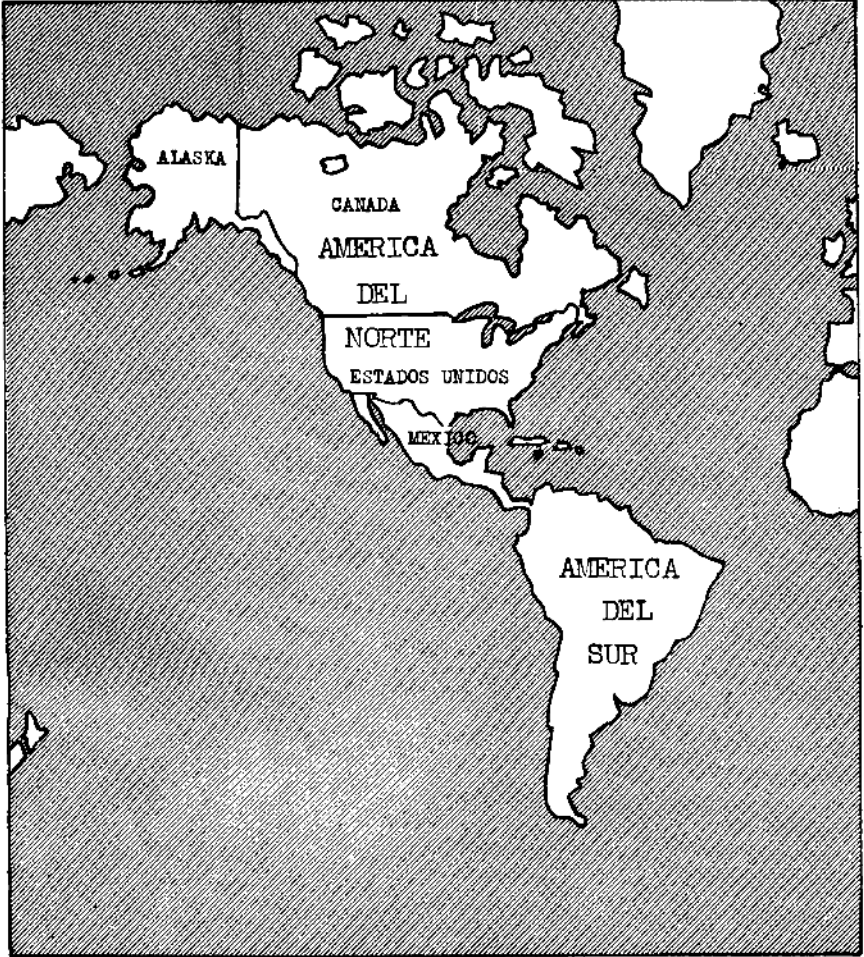 ALASKA
CANADA
AMERICA
DEL
NORTE
ESTADOS UNIDOS
MEXICO
AMERICA
DEL
SUR